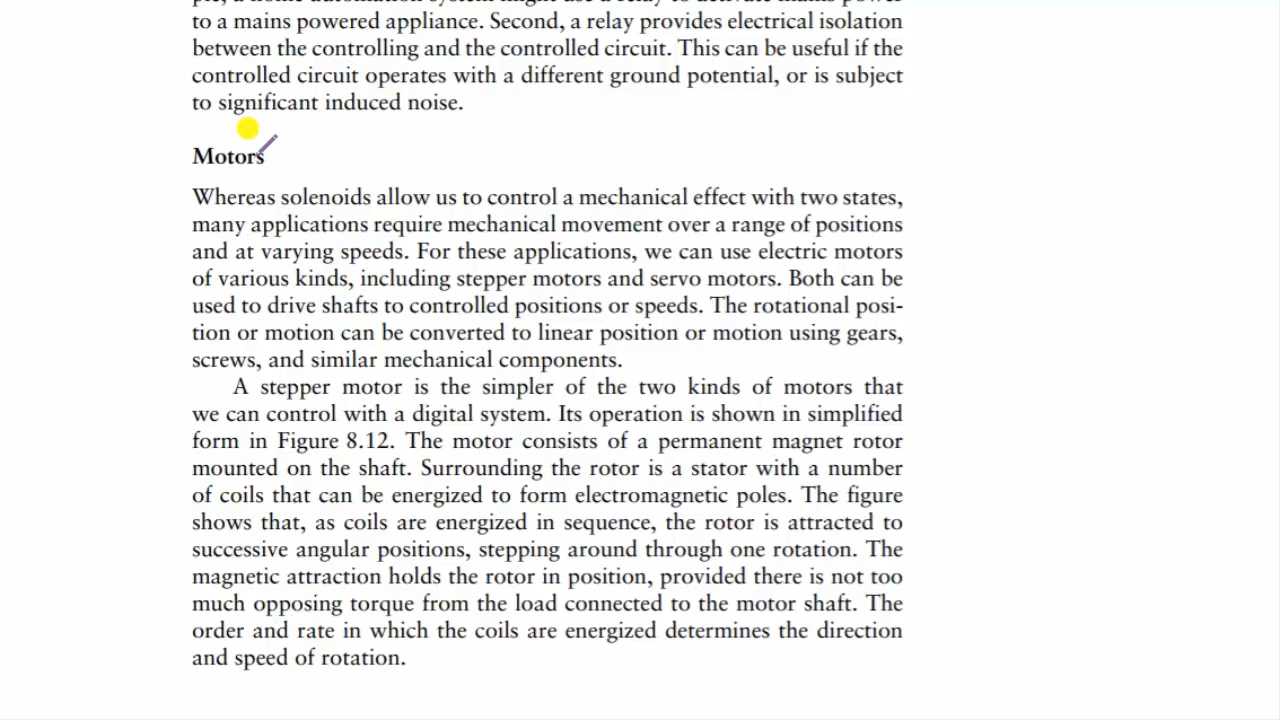 to a mains powered appliance. Second, a relay provides electrical isolation
between the controlling and the controlled circuit. This can be useful if the
controlled circuit operates with a different ground potential, or is subject
to significant induced noise.
Motors
Whereas solenoids allow us to control a mechanical effect with two states,
many applications require mechanical movement over a range of positions
and at varying speeds. For these applications, we can use electric motors
of various kinds, including stepper motors and servo motors. Both can be
used to drive shafts to controlled positions or speeds. The rotational posi-
tion or motion can be converted to linear position or motion using gears,
screws, and similar mechanical components.
A stepper motor is the simpler of the two kinds of motors that
we can control with a digital system. Its operation is shown in simplified
form in Figure 8.12. The motor consists of a permanent magnet rotor
mounted on the shaft. Surrounding the rotor is a stator with a number
of coils that can be energized to form electromagnetic poles. The figure
shows that, as coils are energized in sequence, the rotor is attracted to
successive angular positions, stepping around through one rotation. The
magnetic attraction holds the rotor in position, provided there is not too
much opposing torque from the load connected to the motor shaft. The
order and rate in which the coils are energized determines the direction
and speed of rotation.